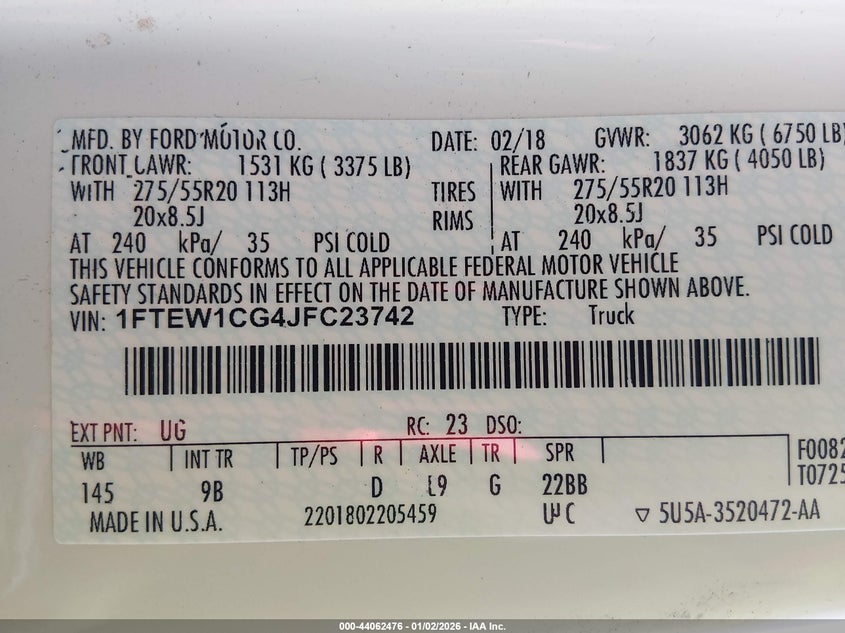 MFD. BY FORD MOTOR CO. DATE: 02/18 GVWR: 3062 KG ( 6750 LB)
FRONT GAWR: 1531 KG ( 3375 LB) REAR GAWR: 1837 KG ( 4050 LB)
WITH 275/55R20 113H TIRES WITH 275/55R20 113H
20x8.5J RIMS 20x8.5J
AT 240 kPa/ 35 PSI COLD AT 240 kPa/ 35 PSI COLD
THIS VEHICLE CONFORMS TO ALL APPLICABLE FEDERAL MOTOR VEHICLE
SAFETY STANDARDS IN EFFECT ON THE DATE OF MANUFACTURE SHOWN ABOVE.
VIN: 1FTEW1CG4JFC23742 TYPE: Truck
EXT PNT: UG RC: 23 DSO:
WB INT TR TP/PS R AXLE TR SPR F0082
145 9B D L9 G 22BB T0725
MADE IN U.S.A. 2201802205459 UPC ▽ 5U5A-3520472-AA
000-44062476 - 01/02/2026 - IAA Inc.